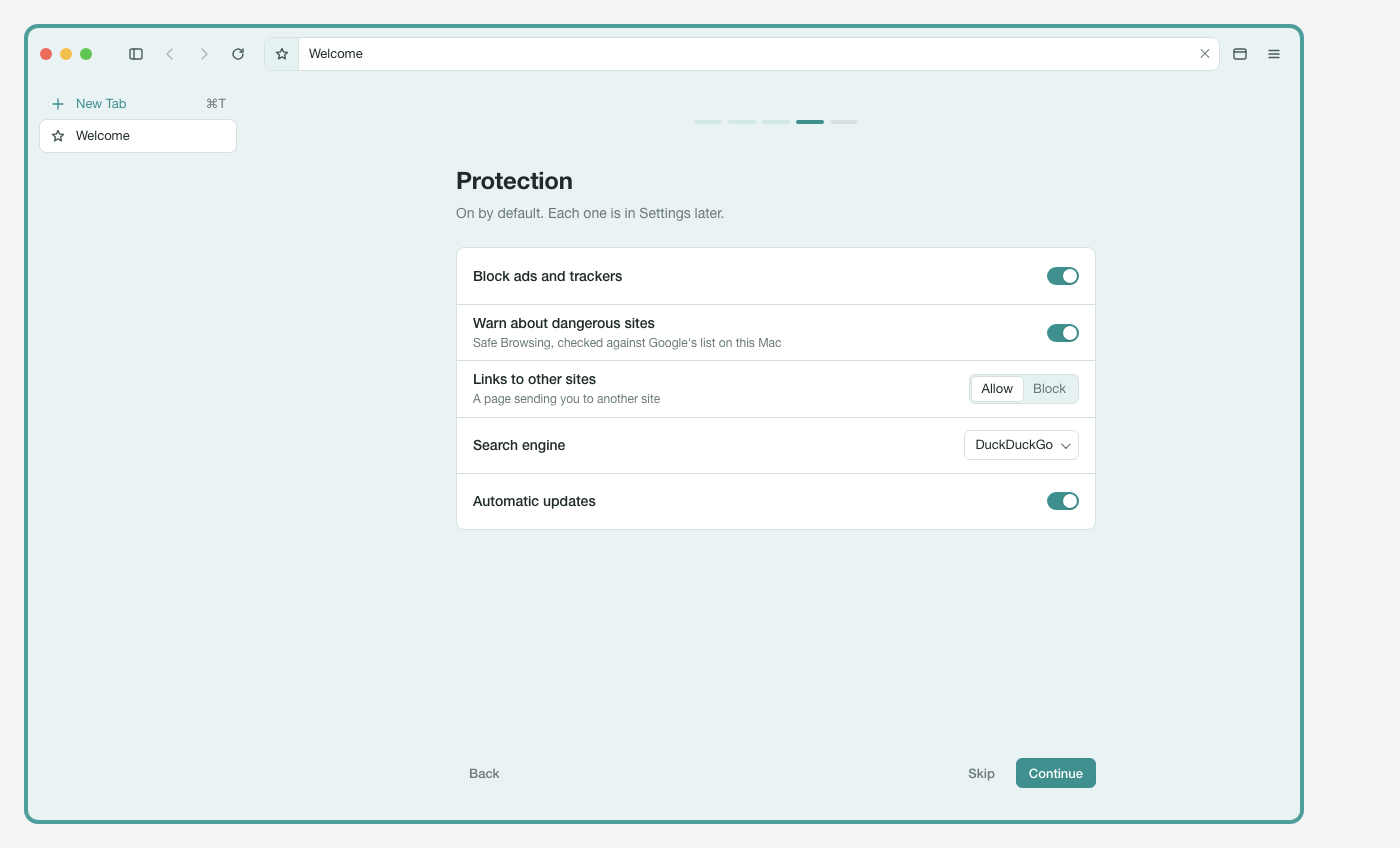 Welcome
New Tab ⌘T
Welcome
Protection
On by default. Each one is in Settings later.
Block ads and trackers
Warn about dangerous sites
Safe Browsing, checked against Google's list on this Mac
Links to other sites
A page sending you to another site
Allow Block
Search engine
DuckDuckGo
Automatic updates
Back
Skip
Continue